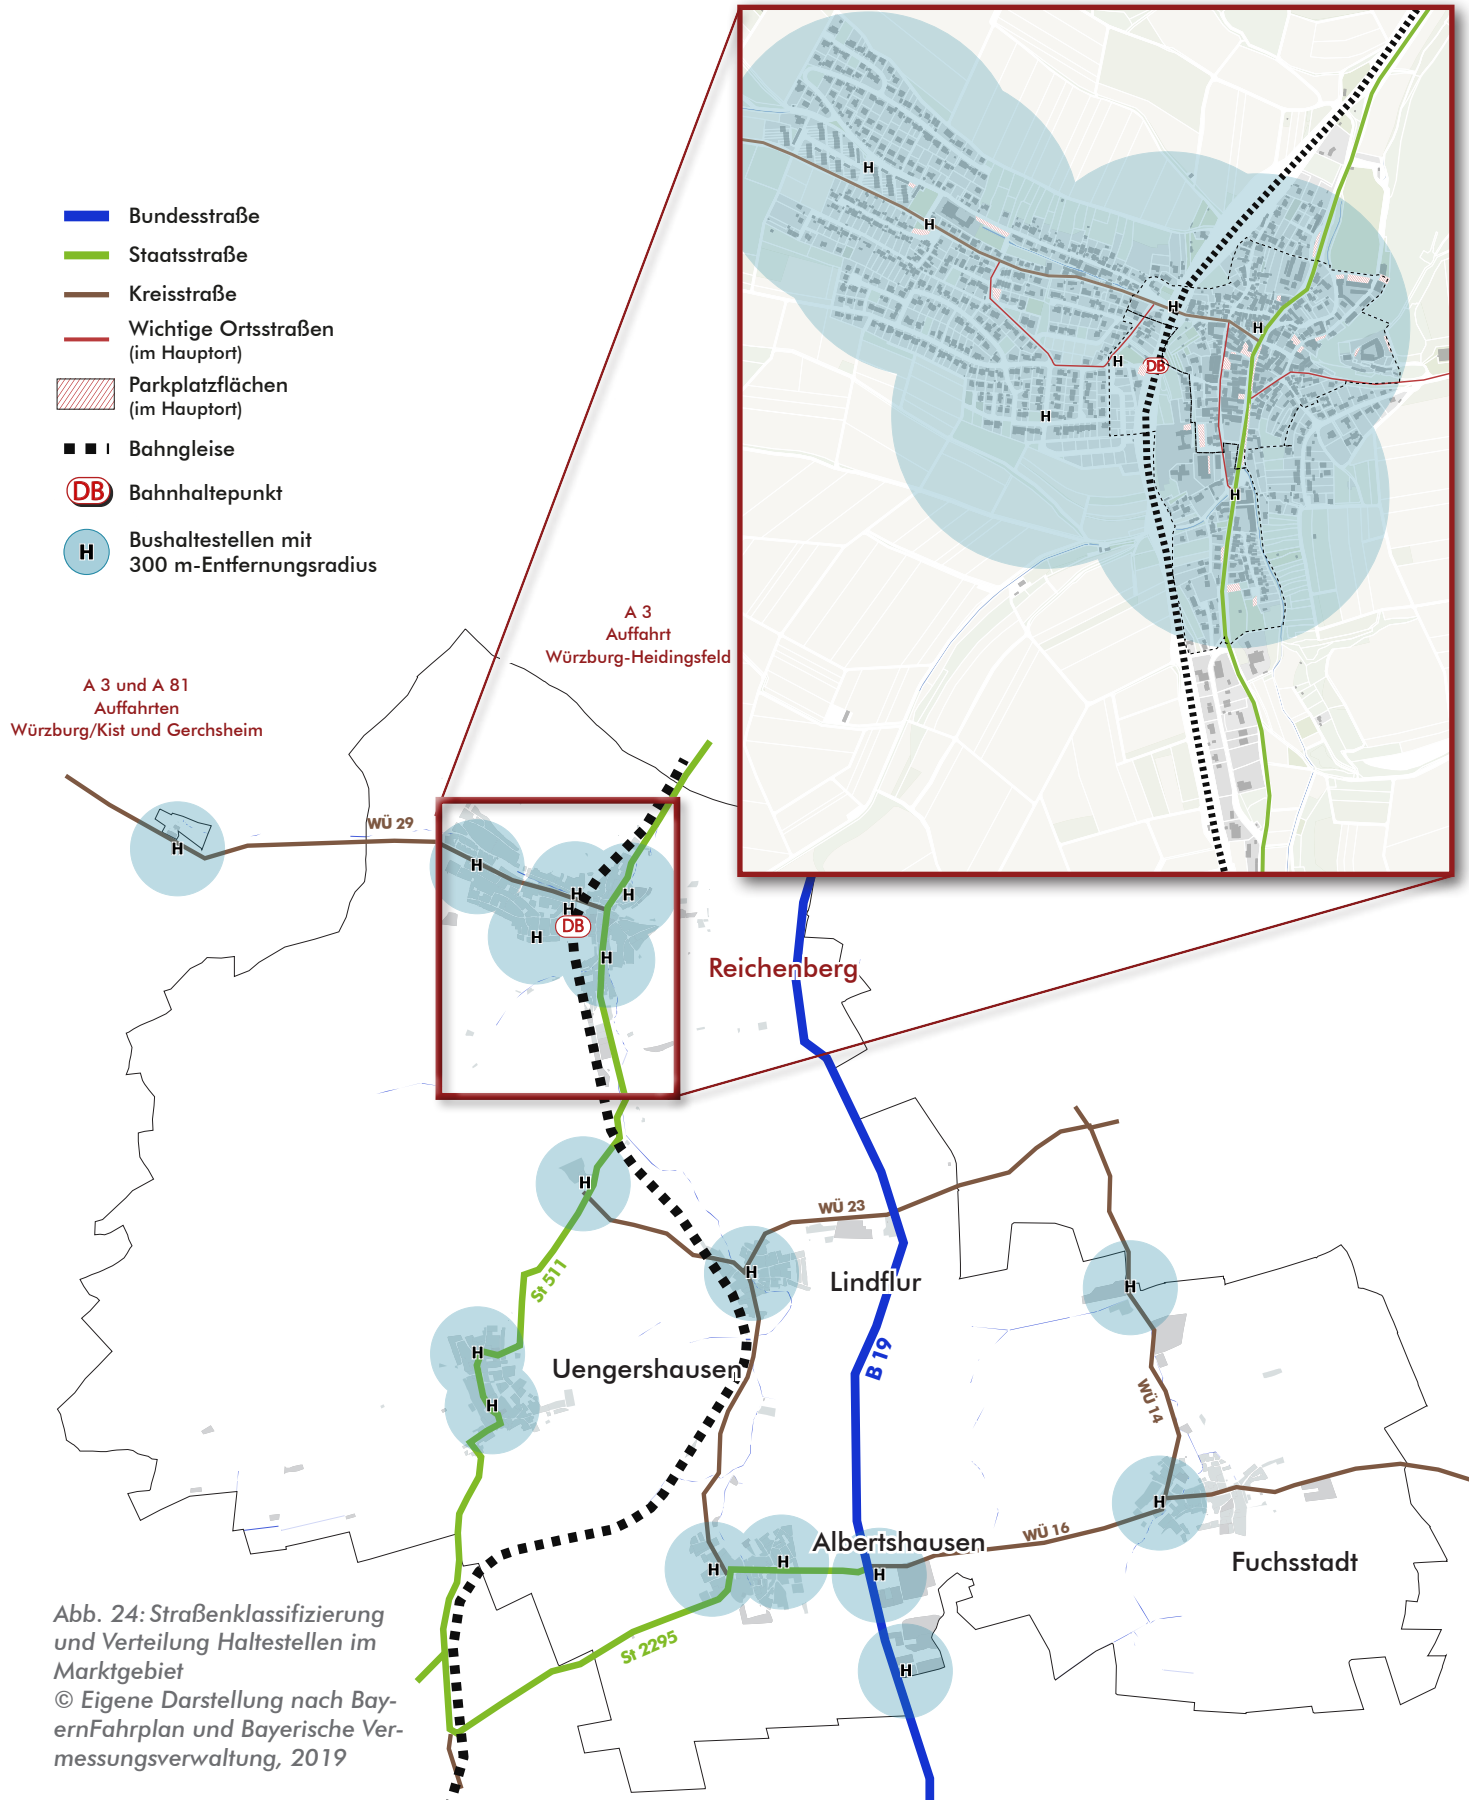 Bundesstraße
Staatsstraße
Kreisstraße
Wichtige Ortsstraßen
(im Hauptort)
Parkplatzflächen
(im Hauptort)
Bahngleise
DB
Bahnhaltepunkt
H
Bushaltestellen mit
300 m-Entfernungsradius
H
H
H
H
H
DB
H
H
A 3
Auffahrt
Würzburg-Heidingsfeld
A 3 und A 81
Auffahrten
Würzburg/Kist und Gerchsheim
WÜ 29
H
H
H
H
H
DB
H
H
Reichenberg
H
WÜ 23
H
Lindflur
H
St 511
B 19
H
Uengershausen
H
WÜ 14
H
Albertshausen
WÜ 16
Fuchsstadt
H
H
H
H
St 2295
Abb. 24: Straßenklassifizierung
und Verteilung Haltestellen im
Marktgebiet
© Eigene Darstellung nach Bay-
ernFahrplan und Bayerische Ver-
messungsverwaltung, 2019